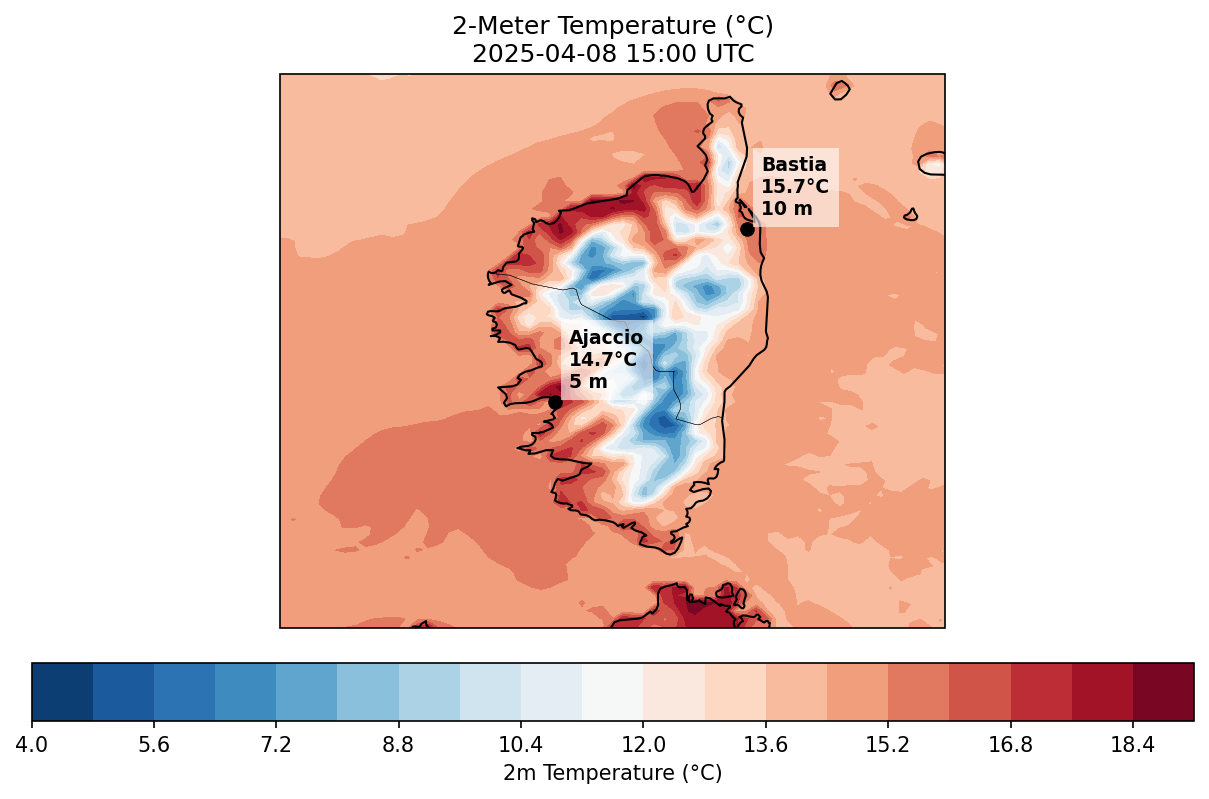 2-Meter Temperature (°C)
2025-04-08 15:00 UTC
Bastia
15.7°C
10 m
Ajaccio
14.7°C
5 m
4.0 5.6 7.2 8.8 10.4 12.0 13.6 15.2 16.8 18.4
2m Temperature (°C)